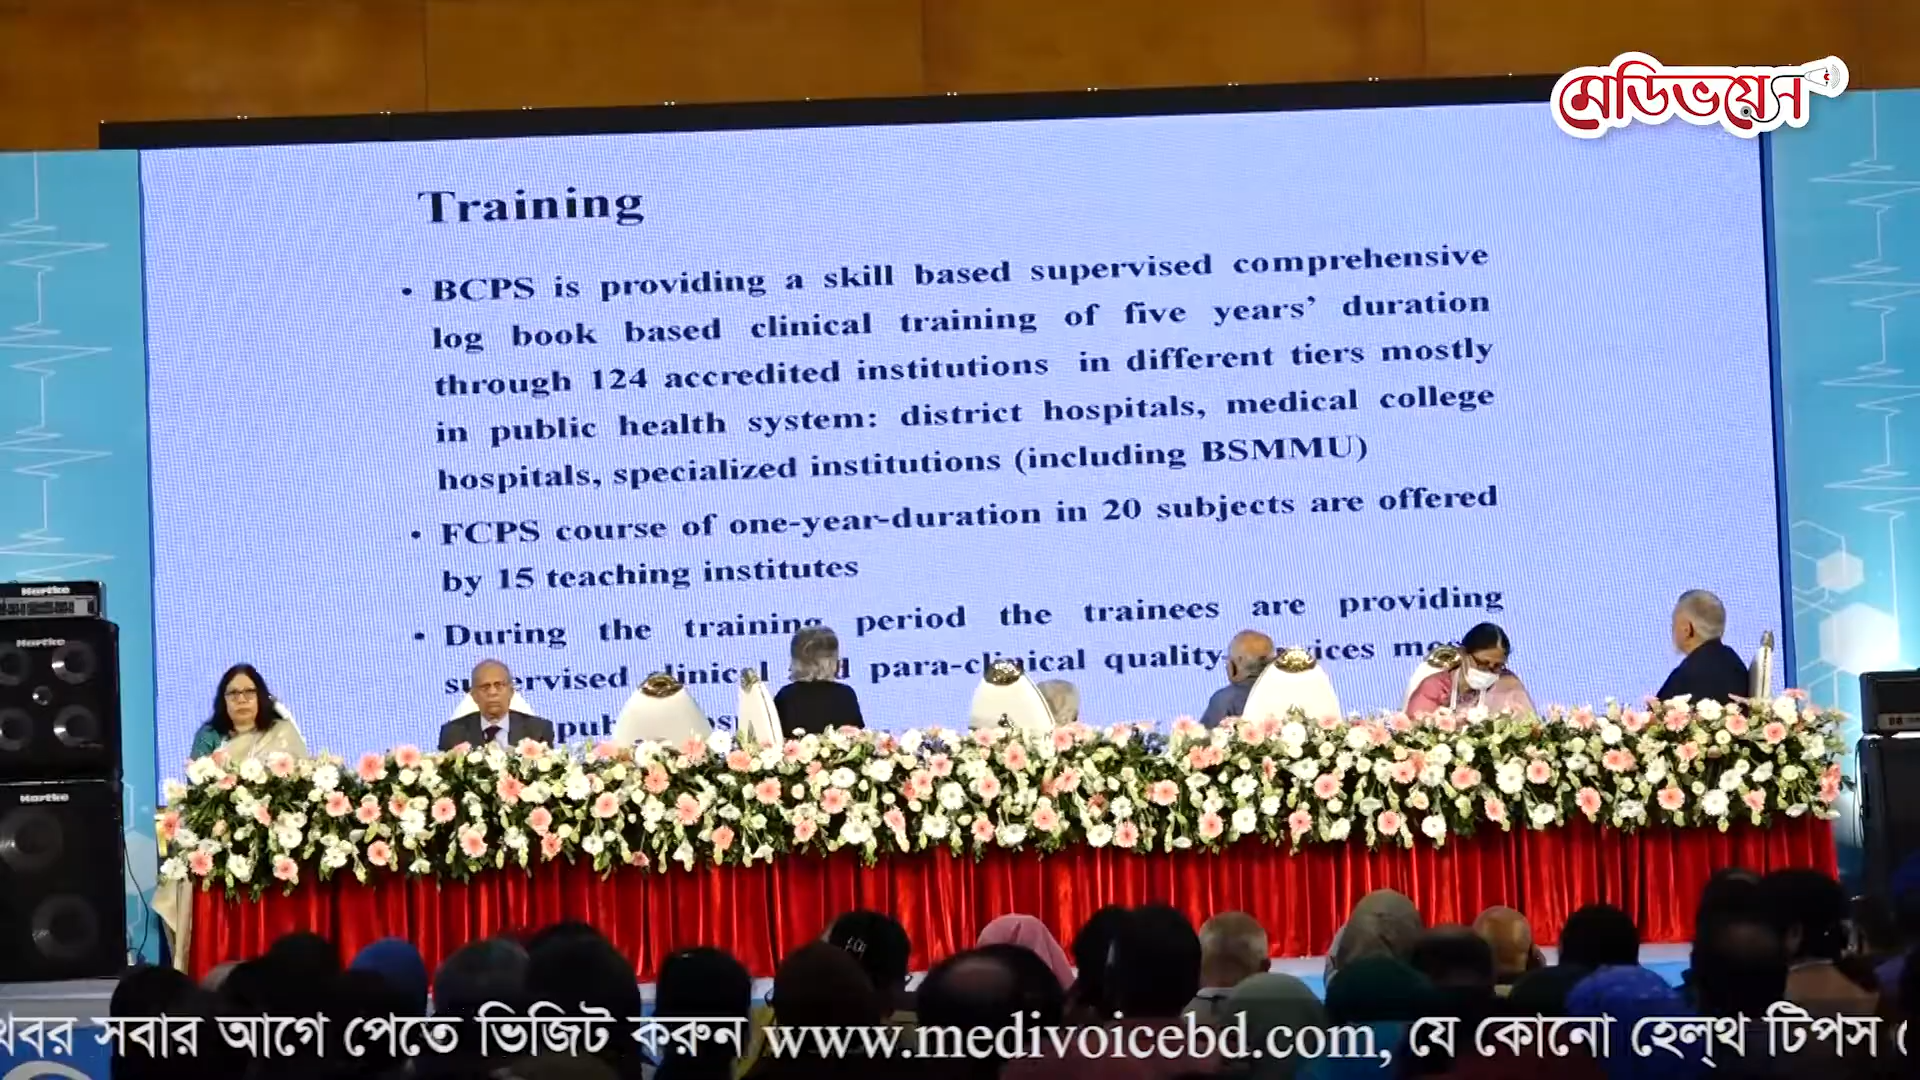 মেডিভয়েস
Training
• BCPS is providing a skill based supervised comprehensive
log book based clinical training of five years’ duration
through 124 accredited institutions in different tiers mostly
in public health system: district hospitals, medical college
hospitals, specialized institutions (including BSMMU)
• FCPS course of one-year-duration in 20 subjects are offered
by 15 teaching institutes
• During the training period the trainees are providing
para-clinical quality
Hartke
Hartke
Hartke
খবর সবার আগে পেতে ভিজিট করুন www.medivoicebd.com, যে কোনো হেল্থ টিপস